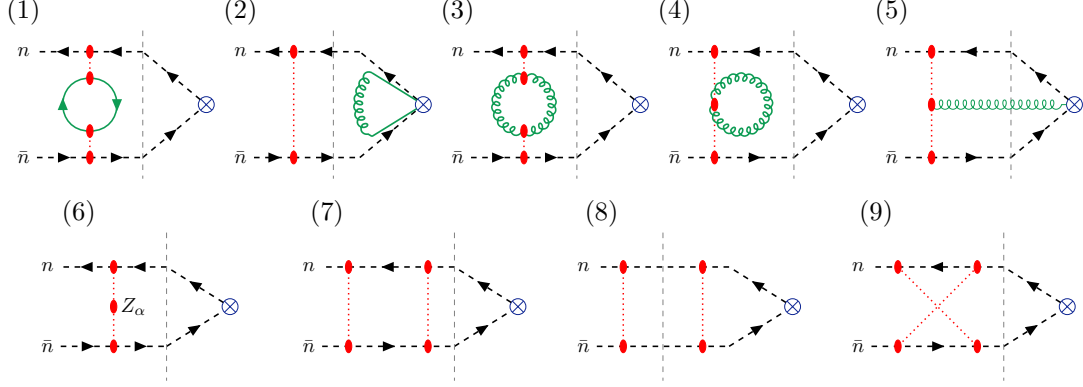 (1) (2) (3) (4) (5)
n n n n n
n̄ n̄ n̄ n̄ n̄
(6) (7) (8) (9)
n n n n
Z_α
n̄ n̄ n̄ n̄